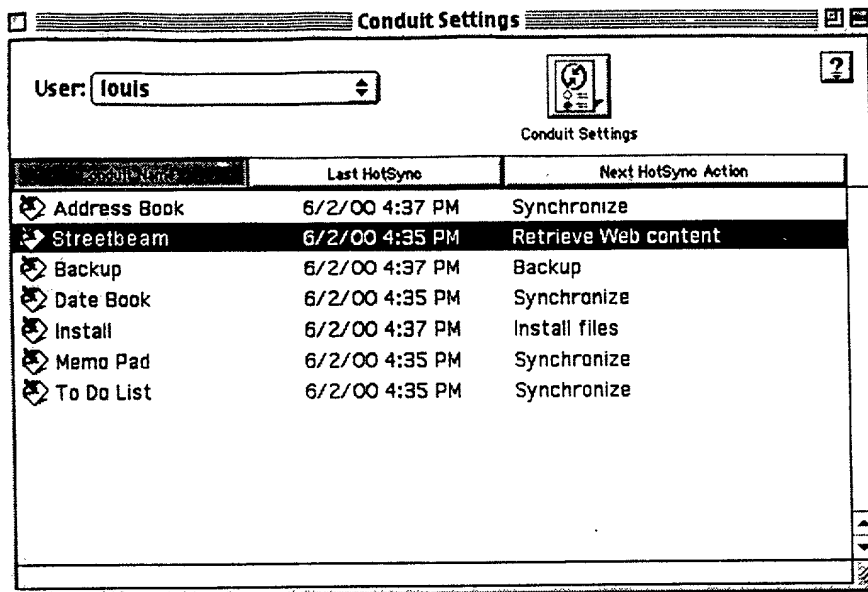 Conduit Settings
User: louis
?
Conduit Settings
Conduit Name Last HotSync Next HotSync Action
Address Book 6/2/00 4:37 PM Synchronize
Streetbeam 6/2/00 4:35 PM Retrieve Web content
Backup 6/2/00 4:37 PM Backup
Date Book 6/2/00 4:35 PM Synchronize
Install 6/2/00 4:37 PM Install files
Memo Pad 6/2/00 4:35 PM Synchronize
To Do List 6/2/00 4:35 PM Synchronize